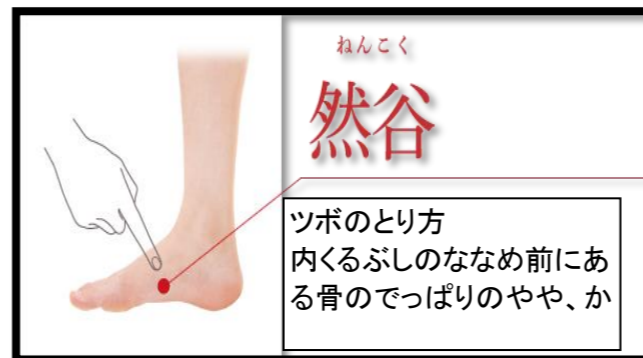 ねんこく
然谷
ツボのとり方
内くるぶしのななめ前にあ
る骨のでっぱりのやや、か